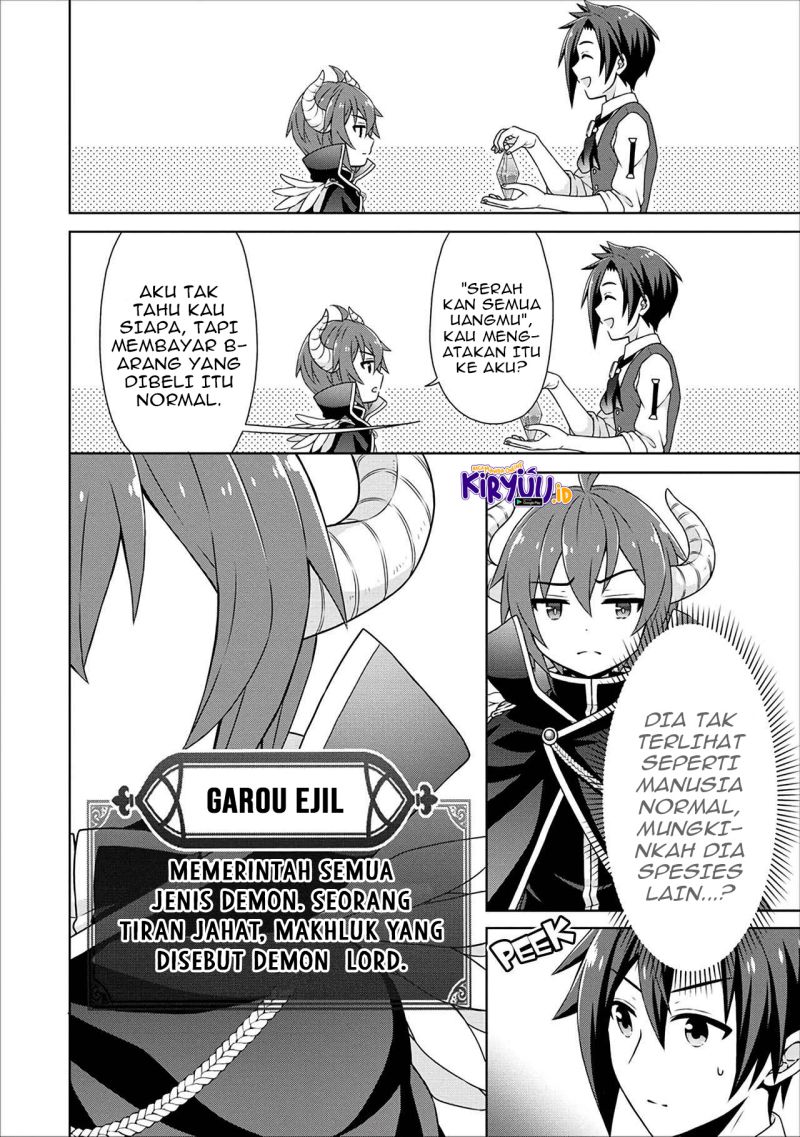 "SERAH
KAN SEMUA
UANGMU",
KAU MENG-
ATAKAN ITU
KE AKU?
AKU TAK
TAHU KAU
SIAPA, TAPI
MEMBAYAR B-
ARANG YANG
DIBELI ITU
NORMAL.
KIRYUU.ID
DIA TAK
TERLIHAT
SEPERTI
MANUSIA
NORMAL,
MUNGKI-
NKAH DIA
SPESIES
LAIN...?
GAROU EJIL
MEMERINTAH SEMUA
JENIS DEMON. SEORANG
TIRAN JAHAT, MAKHLUK YANG
DISEBUT DEMON LORD.
PEEK